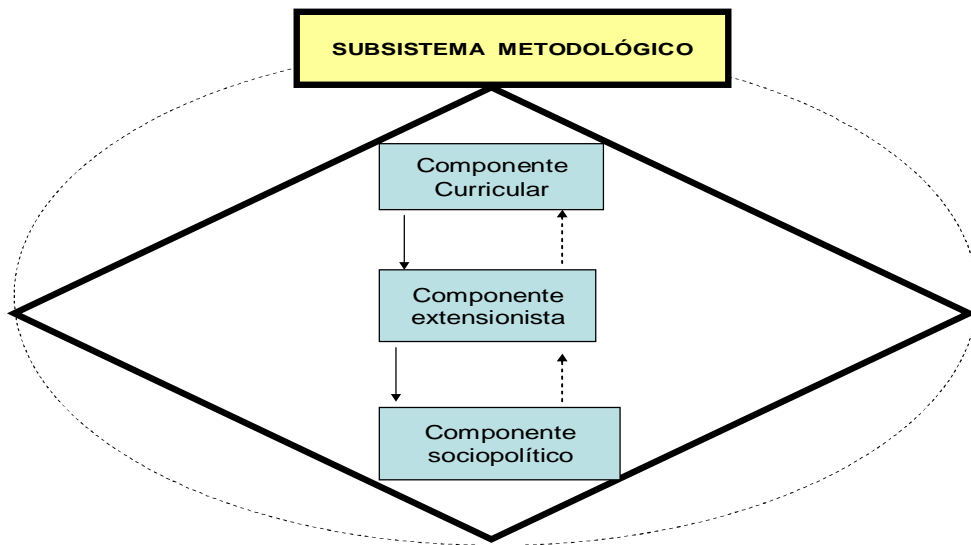 SUBSISTEMA METODOLÓGICO
Componente
Curricular
Componente
extensionista
Componente
sociopolítico